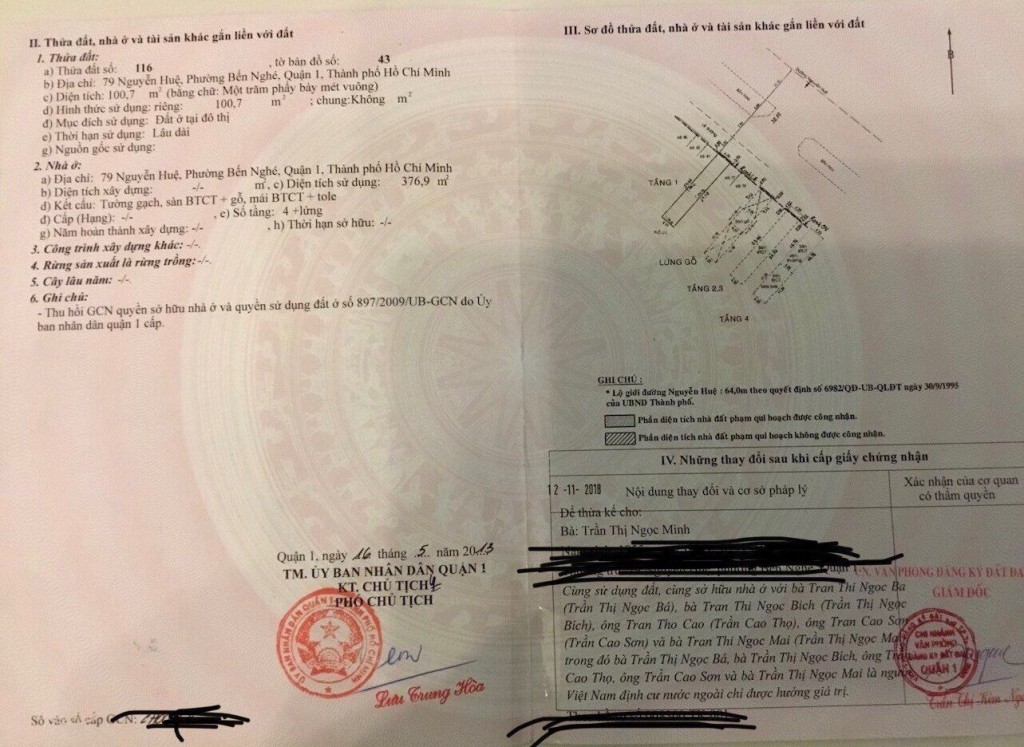 II. Thửa đất, nhà ở và tài sản khác gắn liền với đất
1. Thửa đất:
a) Thửa đất số: 116 , tờ bản đồ số: 43
b) Địa chỉ: 79 Nguyễn Huệ, Phường Bến Nghé, Quận 1, Thành phố Hồ Chí Minh
c) Diện tích: 100,7 m² (bằng chữ: Một trăm phẩy bảy mét vuông)
d) Hình thức sử dụng: riêng: 100,7 m² ; chung:Không m²
đ) Mục đích sử dụng: Đất ở tại đô thị
e) Thời hạn sử dụng: Lâu dài
g) Nguồn gốc sử dụng:
2. Nhà ở:
a) Địa chỉ: 79 Nguyễn Huệ, Phường Bến Nghé, Quận 1, Thành phố Hồ Chí Minh
b) Diện tích xây dựng: -/- m², c) Diện tích sử dụng: 376,9 m²
d) Kết cấu: Tường gạch, sàn BTCT + gỗ, mái BTCT + tole
đ) Cấp (Hạng): -/- , e) Số tầng: 4 +lửng
g) Năm hoàn thành xây dựng: -/- , h) Thời hạn sở hữu: -/-
3. Công trình xây dựng khác: -/-.
4. Rừng sản xuất là rừng trồng:-/-.
5. Cây lâu năm: -/-.
6. Ghi chú:
- Thu hồi GCN quyền sở hữu nhà ở và quyền sử dụng đất ở số 897/2009/UB-GCN do Ủy
ban nhân dân quận 1 cấp.
Quận 1, ngày 16 tháng 5 năm 2013
TM. ỦY BAN NHÂN DÂN QUẬN 1
KT. CHỦ TỊCH
PHÓ CHỦ TỊCH
Lưu Trung Hòa
Số vào sổ cấp GCN:
III. Sơ đồ thửa đất, nhà ở và tài sản khác gắn liền với đất
B
TẦNG 1
LỬNG GỖ
TẦNG 2,3
TẦNG 4
GHI CHÚ :
* Lộ giới đường Nguyễn Huệ : 64,0m theo quyết định số 6982/QĐ-UB-QLĐT ngày 30/9/1995
của UBND Thành phố.
Phần diện tích nhà đất phạm qui hoạch được công nhận.
Phần diện tích nhà đất phạm qui hoạch không được công nhận.
IV. Những thay đổi sau khi cấp giấy chứng nhận
12 -11- 2018 Nội dung thay đổi và cơ sở pháp lý
Xác nhận của cơ quan
có thẩm quyền
Để thừa kế cho:
Bà: Trần Thị Ngọc Minh
Cùng sử dụng đất, cùng sở hữu nhà ở với bà Tran Thi Ngoc Ba
(Trần Thị Ngọc Bá), bà Tran Thi Ngoc Bich (Trần Thị Ngọc
Bích), ông Tran Tho Cao (Trần Cao Thọ), ông Tran Cao Son
(Trần Cao Sơn) và bà Tran Thi Ngoc Mai (Trần Thị Ngọc Mai)
trong đó bà Trần Thị Ngọc Bá, bà Trần Thị Ngọc Bích, ông Trần
Cao Thọ, ông Trần Cao Sơn và bà Trần Thị Ngọc Mai là người
Việt Nam định cư nước ngoài chỉ được hưởng giá trị.
CN. VĂN PHÒNG ĐĂNG KÝ ĐẤT ĐA
GIÁM ĐỐC
CHI NHÁNH
VĂN PHÒNG
ĐĂNG KÝ ĐẤT ĐAI
QUẬN 1
Trần Thị Kim Ng